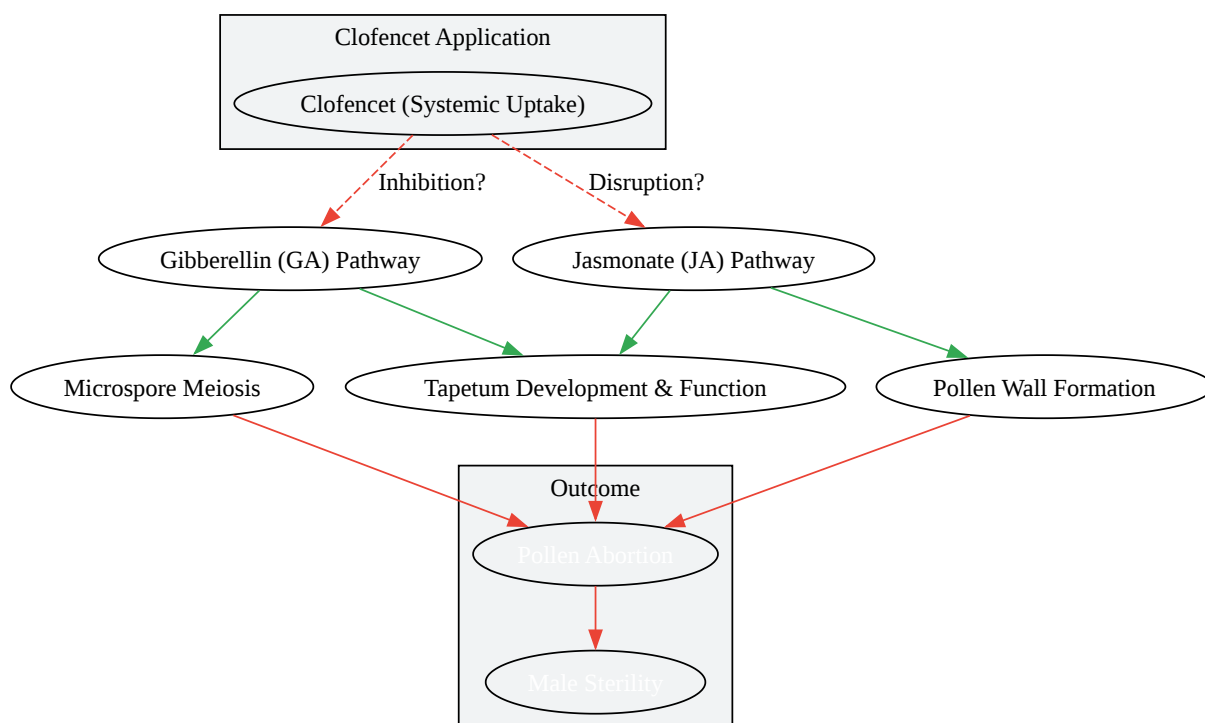 Clofencet Application
Clofencet (Systemic Uptake)
Inhibition?
Disruption?
Gibberellin (GA) Pathway
Jasmonate (JA) Pathway
Microspore Meiosis
Tapetum Development & Function
Pollen Wall Formation
Outcome
Pollen Abortion
Male Sterility